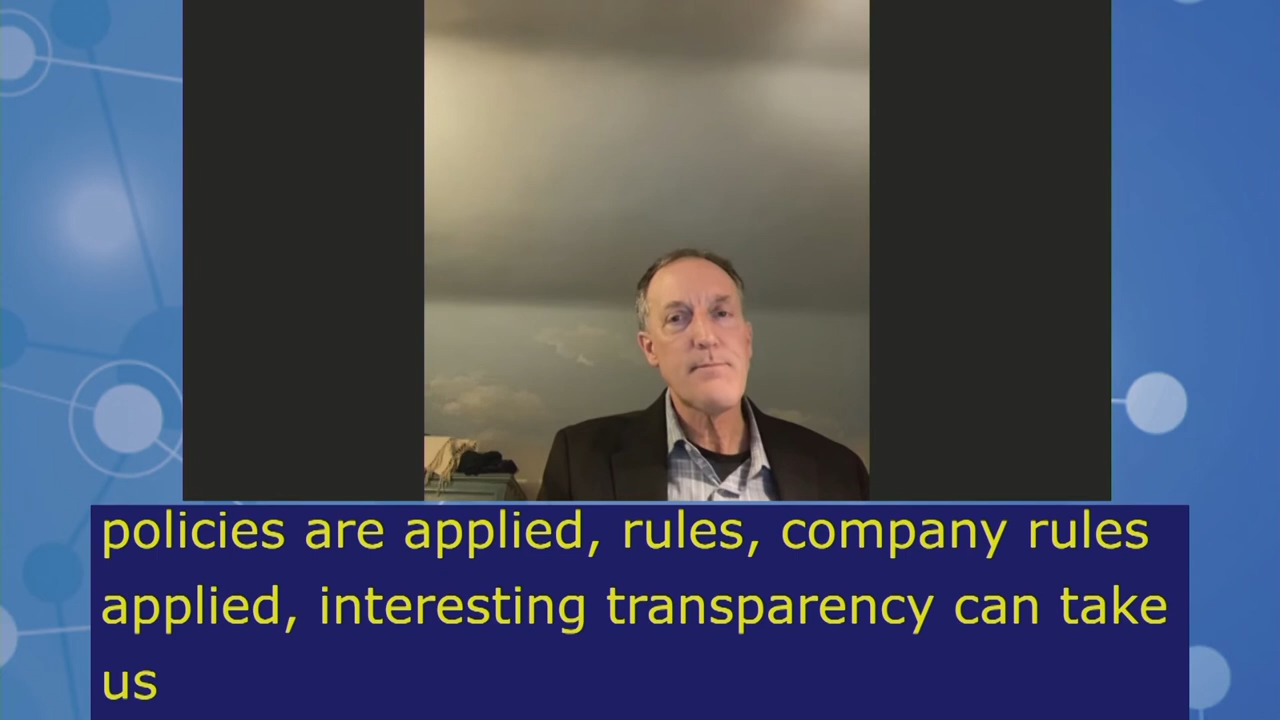 policies are applied, rules, company rules
applied, interesting transparency can take
us